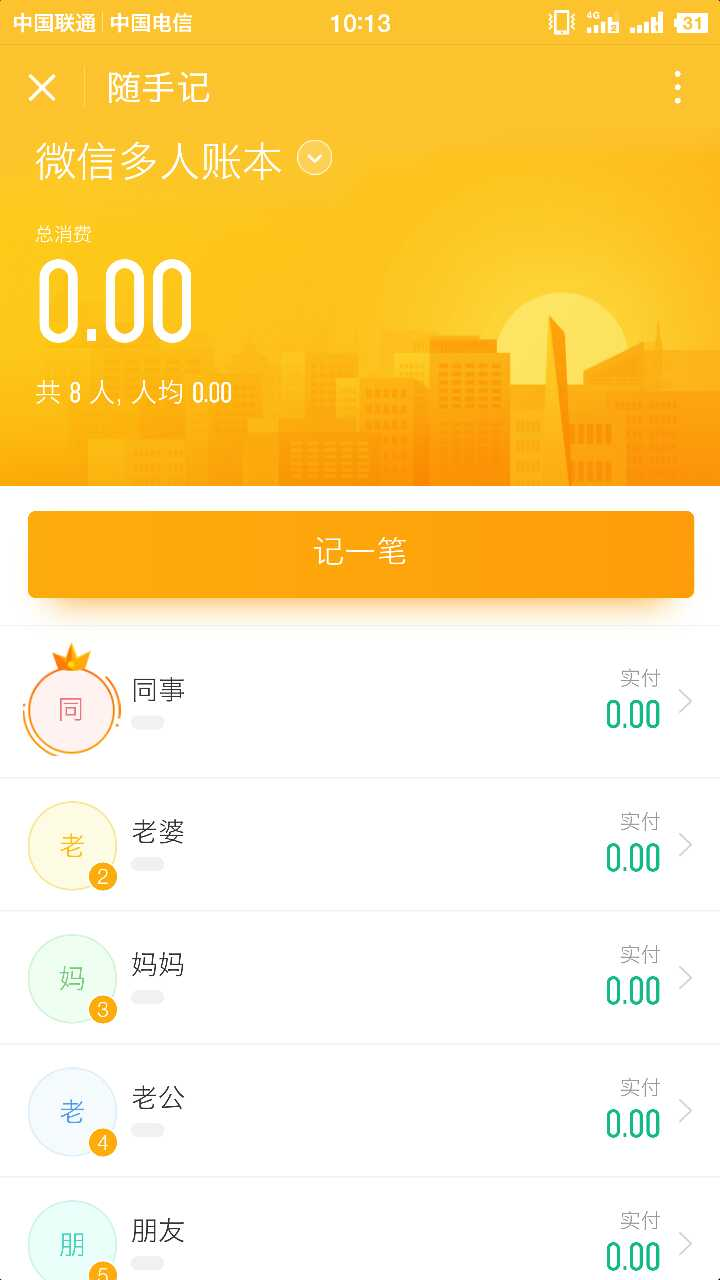 中国联通 中国电信 10:13 4G 2 1 31
随手记
微信多人账本
总消费
0.00
共 8 人, 人均 0.00
记一笔
同 同事 实付
0.00
老 2 老婆 实付
0.00
妈 3 妈妈 实付
0.00
老 4 老公 实付
0.00
朋 5 朋友 实付
0.00